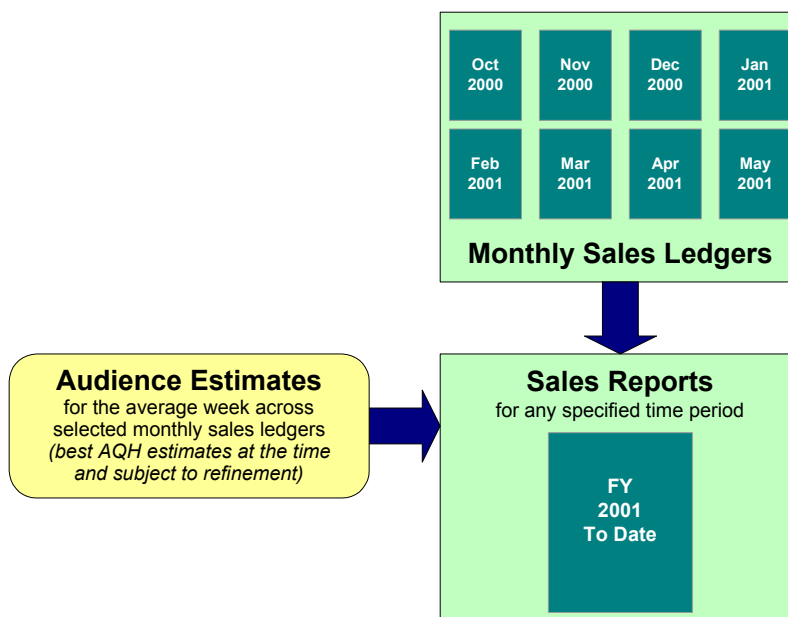 Oct
2000
Nov
2000
Dec
2000
Jan
2001
Feb
2001
Mar
2001
Apr
2001
May
2001
Monthly Sales Ledgers
Audience Estimates
for the average week across
selected monthly sales ledgers
(best AQH estimates at the time
and subject to refinement)
Sales Reports
for any specified time period
FY
2001
To Date